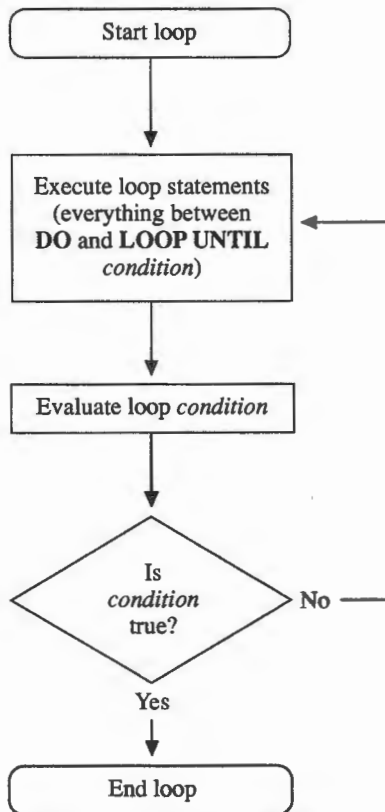 Start loop
Execute loop statements
(everything between
DO and LOOP UNTIL
condition)
Evaluate loop condition
Is
condition
true?
No
Yes
End loop